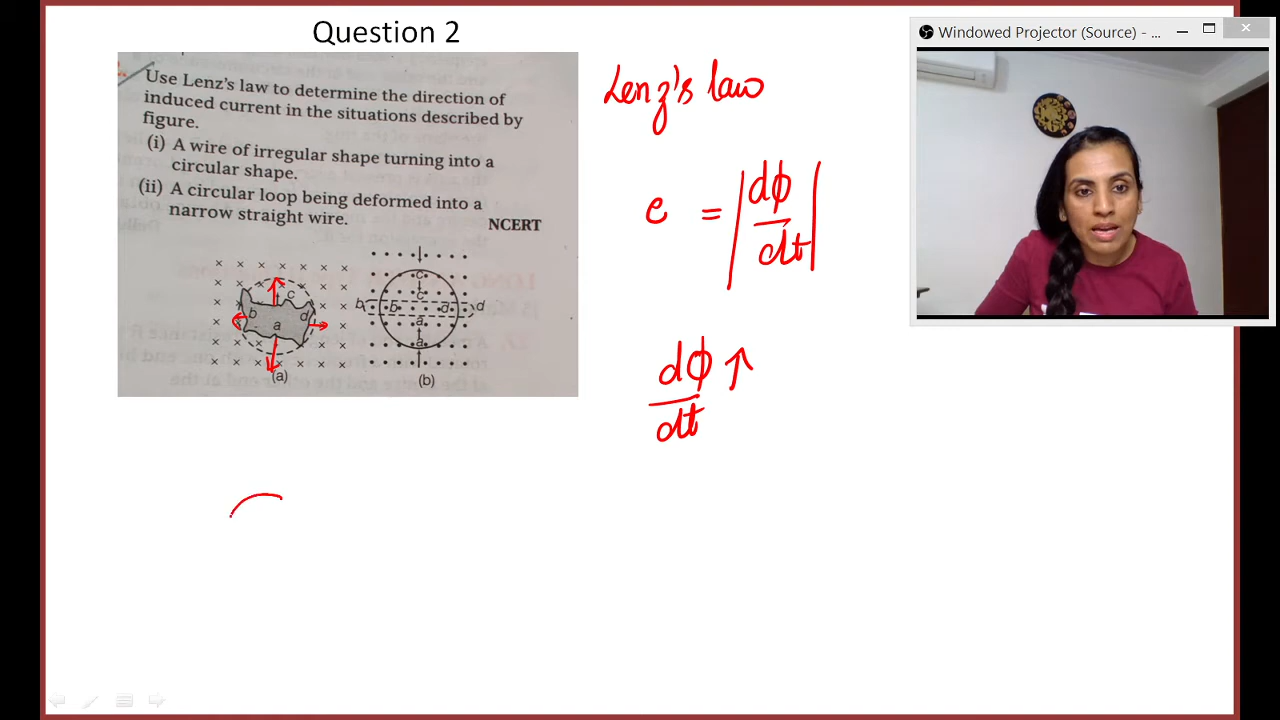 Question 2
Windowed Projector (Source) - ...
Use Lenz's law to determine the direction of
induced current in the situations described by
figure.
(i) A wire of irregular shape turning into a
circular shape.
(ii) A circular loop being deformed into a
narrow straight wire.
NCERT
c
b
d
a
(a)
c
c
b
b
d
d
a
a
(b)
Lenz's law
e = |dϕ/dt|
dϕ/dt ↑